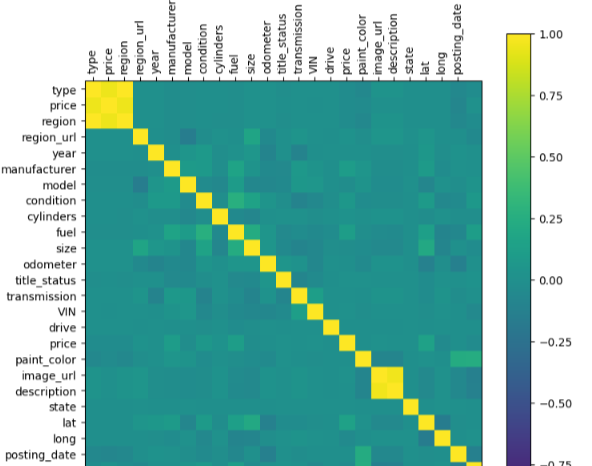 type
price
region
region_url
year
manufacturer
model
condition
cylinders
fuel
size
odometer
title_status
transmission
VIN
drive
price
paint_color
image_url
description
state
lat
long
posting_date
1.00
0.75
0.50
0.25
0.00
−0.25
−0.50
−0.75
type
price
region
region_url
year
manufacturer
model
condition
cylinders
fuel
size
odometer
title_status
transmission
VIN
drive
price
paint_color
image_url
description
state
lat
long
posting_date